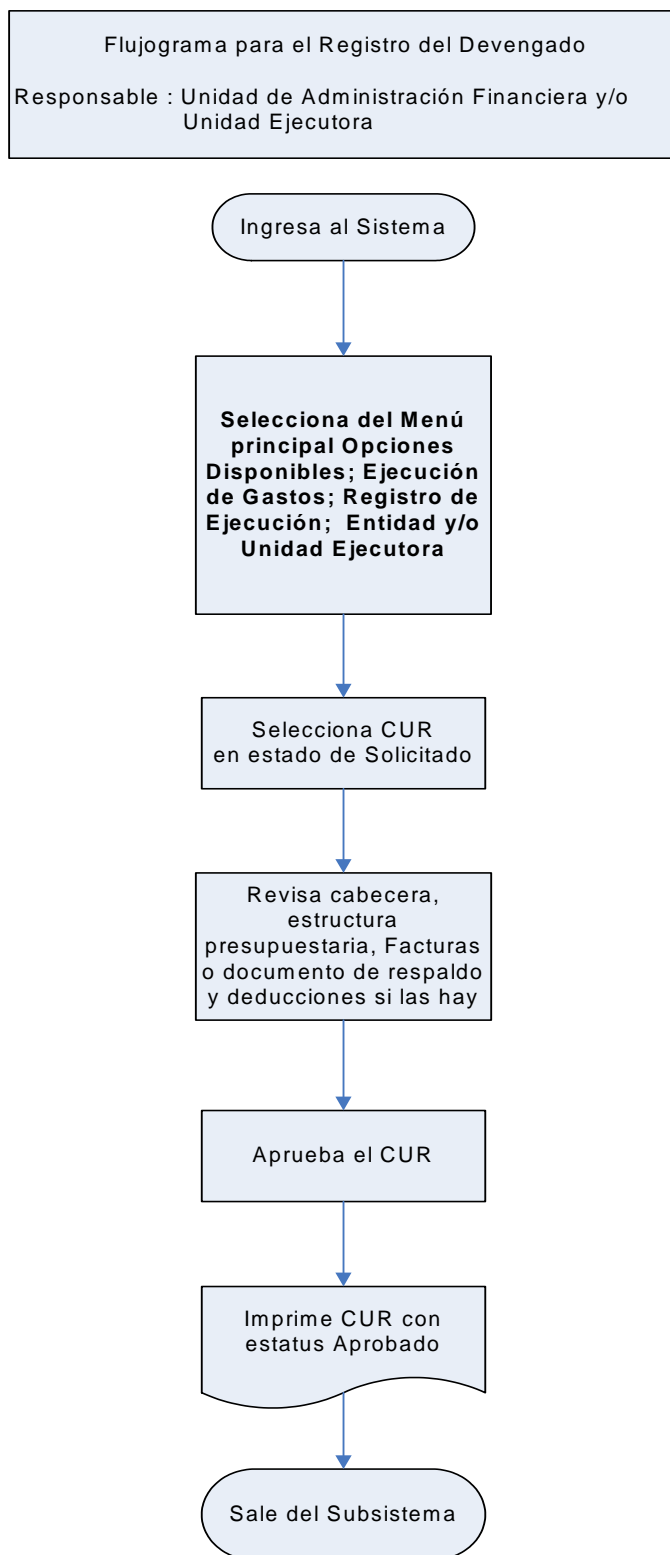 Flujograma para el Registro del Devengado
Responsable : Unidad de Administración Financiera y/o
Unidad Ejecutora
Ingresa al Sistema
Selecciona del Menú
principal Opciones
Disponibles; Ejecución
de Gastos; Registro de
Ejecución; Entidad y/o
Unidad Ejecutora
Selecciona CUR
en estado de Solicitado
Revisa cabecera,
estructura
presupuestaria, Facturas
o documento de respaldo
y deducciones si las hay
Aprueba el CUR
Imprime CUR con
estatus Aprobado
Sale del Subsistema